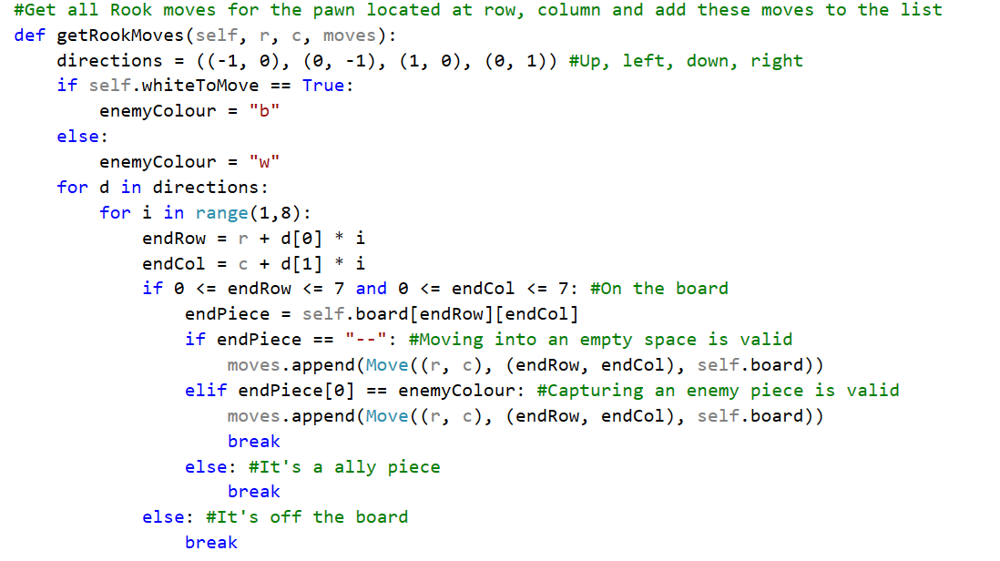 #Get all Rook moves for the pawn located at row, column and add these moves to the list
def getRookMoves(self, r, c, moves):
    directions = ((-1, 0), (0, -1), (1, 0), (0, 1)) #Up, left, down, right
    if self.whiteToMove == True:
        enemyColour = "b"
    else:
        enemyColour = "w"
    for d in directions:
        for i in range(1,8):
            endRow = r + d[0] * i
            endCol = c + d[1] * i
            if 0 <= endRow <= 7 and 0 <= endCol <= 7: #On the board
                endPiece = self.board[endRow][endCol]
                if endPiece == "--": #Moving into an empty space is valid
                    moves.append(Move((r, c), (endRow, endCol), self.board))
                elif endPiece[0] == enemyColour: #Capturing an enemy piece is valid
                    moves.append(Move((r, c), (endRow, endCol), self.board))
                    break
                else: #It's a ally piece
                    break
            else: #It's off the board
                break